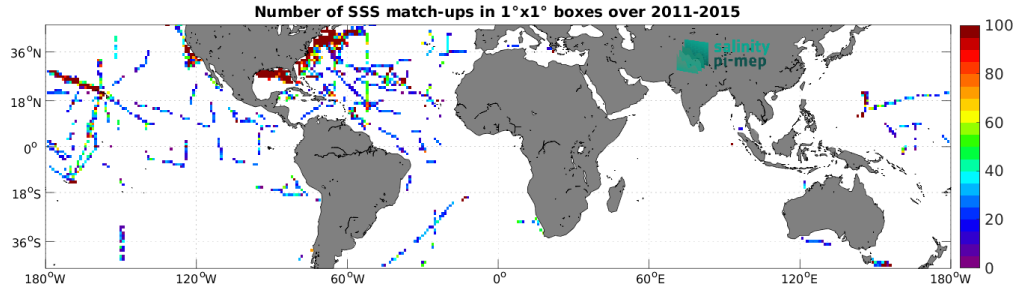 Number of SSS match-ups in 1°x1° boxes over 2011-2015
100
36°N
salinity
pi-mep
80
18°N
60
0°
40
18°S
20
36°S
0
180°W 120°W 60°W 0° 60°E 120°E 180°W